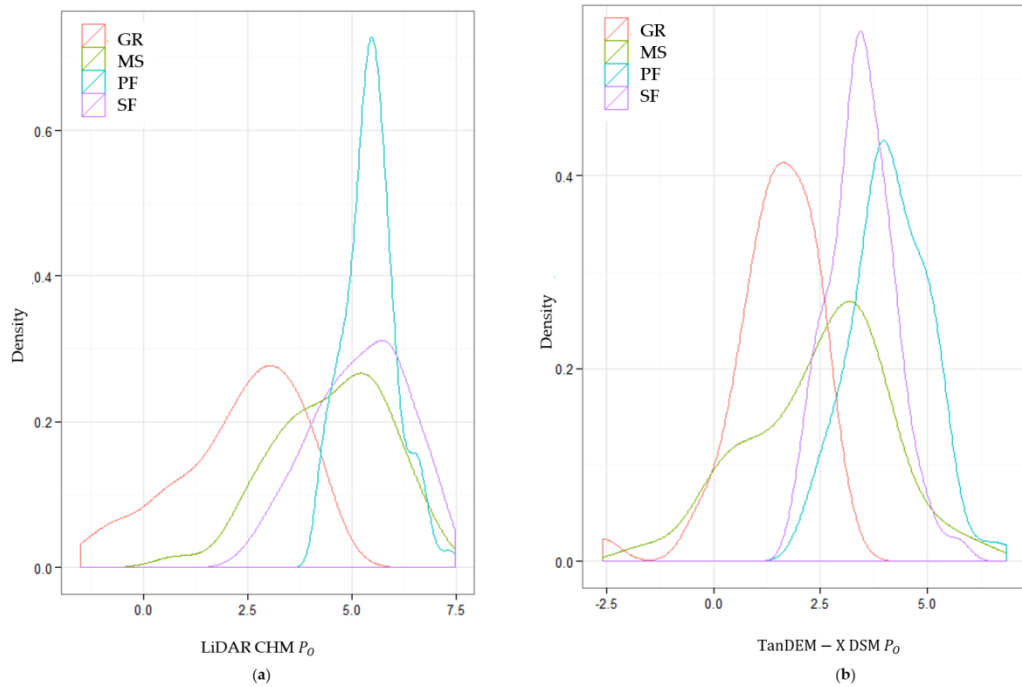 GR
MS
PF
SF
0.6
0.4
0.2
0.0
Density
0.0
2.5
5.0
7.5
LiDAR CHM P_O
(a)
GR
MS
PF
SF
0.4
0.2
0.0
Density
-2.5
0.0
2.5
5.0
TanDEM – X DSM P_O
(b)